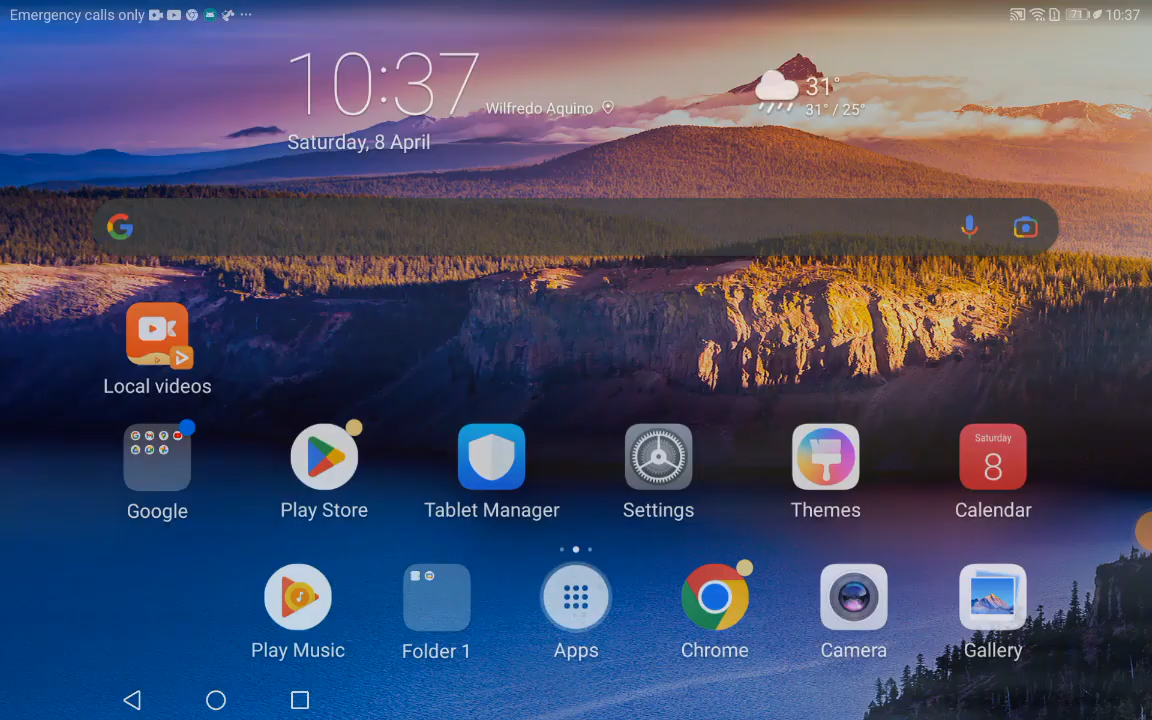 Emergency calls only
71 10:37
10:37
Wilfredo Aquino
31°
31° / 25°
Saturday, 8 April
Local videos
Saturday
8
Google
Play Store
Tablet Manager
Settings
Themes
Calendar
Play Music
Folder 1
Apps
Chrome
Camera
Gallery